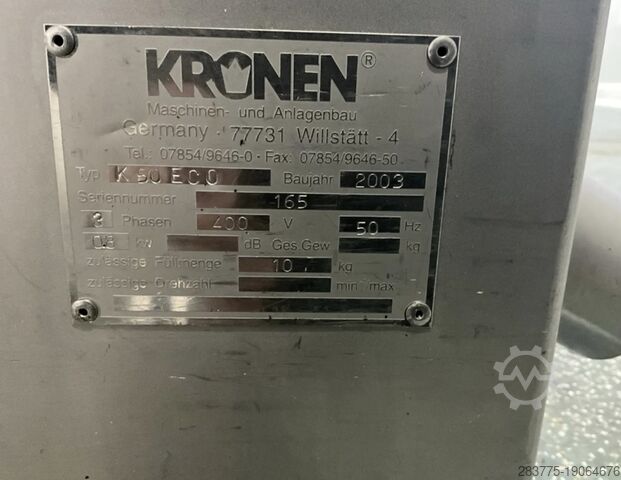 KRONEN®
Maschinen- und Anlagenbau
Germany · 77731 Willstätt - 4
Tel.: 07854/9646-0 · Fax: 07854/9646-50
Typ K 50 ECO Baujahr 2003
Seriennummer 165
3 Phasen 400 V 50 Hz
kw dB Ges.Gew kg
zulässige Füllmenge 10 kg
zulässige Drehzahl min max
283775-19064676